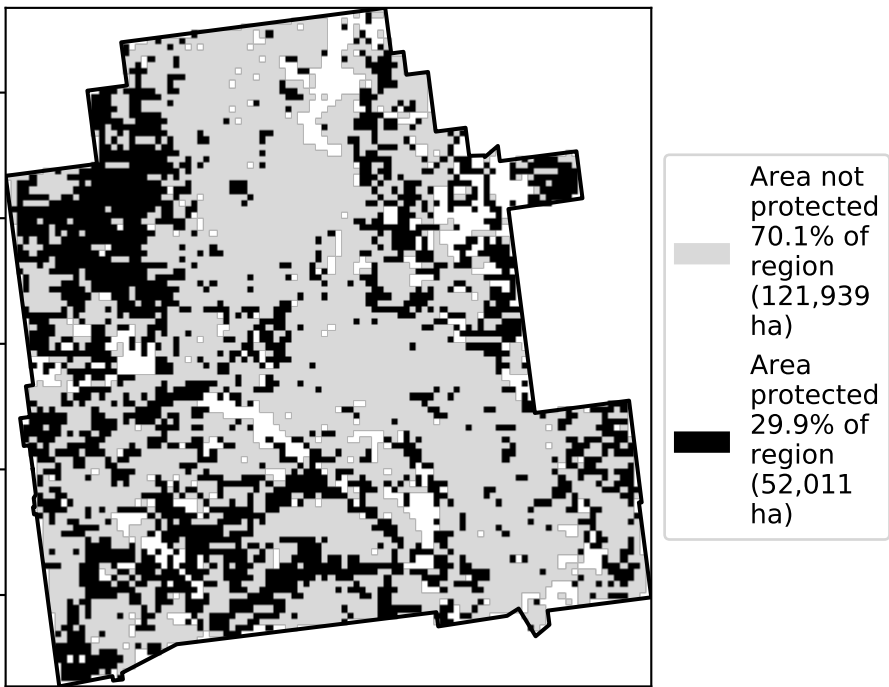 Area not
protected
70.1% of
region
(121,939
ha)
Area
protected
29.9% of
region
(52,011
ha)